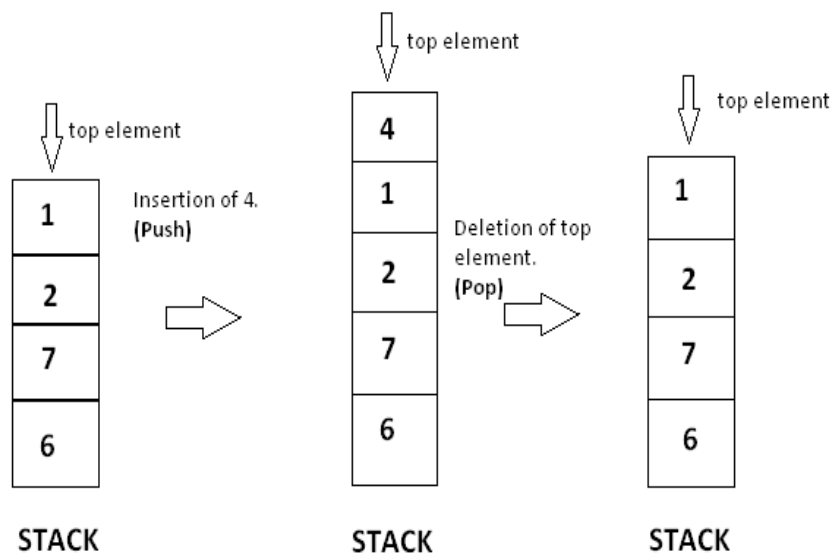 top element
1
2
7
6
STACK
Insertion of 4.
(Push)
top element
4
1
2
7
6
STACK
Deletion of top
element.
(Pop)
top element
1
2
7
6
STACK